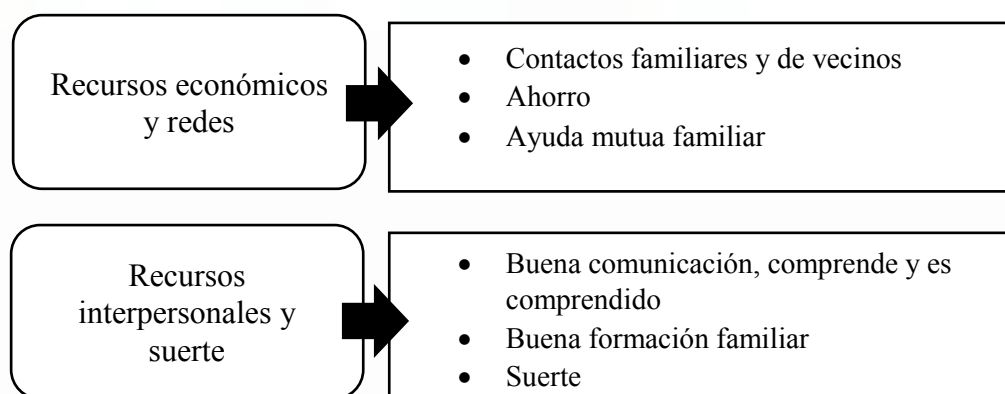 Recursos económicos
y redes
• Contactos familiares y de vecinos
• Ahorro
• Ayuda mutua familiar
Recursos
interpersonales y
suerte
• Buena comunicación, comprende y es
comprendido
• Buena formación familiar
• Suerte